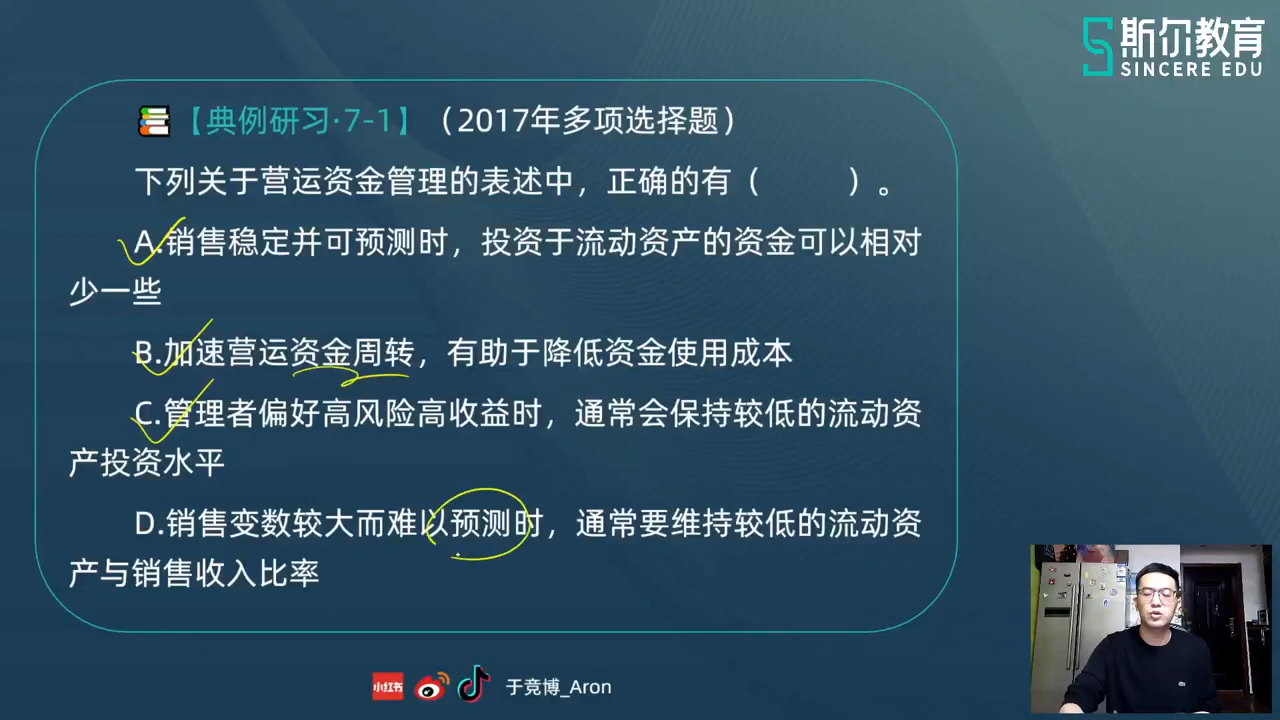 斯尔教育
SINCERE EDU
【典例研习·7-1】（2017年多项选择题）
下列关于营运资金管理的表述中，正确的有（ ）。
A.销售稳定并可预测时，投资于流动资产的资金可以相对
少一些
B.加速营运资金周转，有助于降低资金使用成本
C.管理者偏好高风险高收益时，通常会保持较低的流动资
产投资水平
D.销售变数较大而难以预测时，通常要维持较低的流动资
产与销售收入比率
小红书 于竞博_Aron